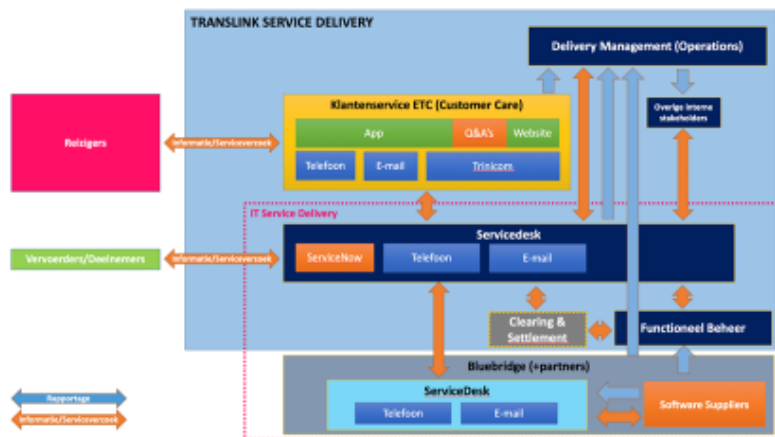 TRANSLINK SERVICE DELIVERY
Delivery Management (Operations)
Klantenservice ETC (Customer Care)
App
Q&A's
Website
Telefoon
E-mail
Trinicom
Overige interne
stakeholders
Reizigers
Informatie/Serviceverzoek
IT Service Delivery
Servicedesk
ServiceNow
Telefoon
E-mail
Vervoerders/Deelnemers
Informatie/Serviceverzoek
Clearing &
Settlement
Functioneel Beheer
Bluebridge (+partners)
ServiceDesk
Telefoon
E-mail
Software Suppliers
Rapportage
Informatie/Serviceverzoek